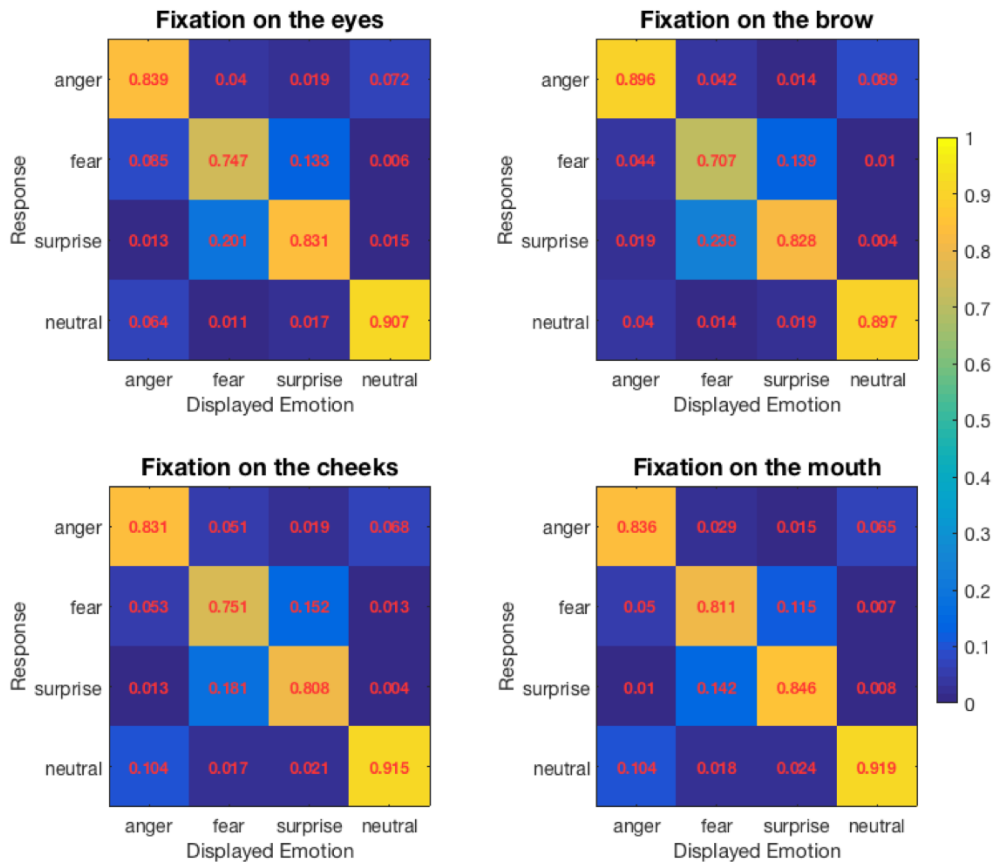 Fixation on the eyes
anger 0.839 0.04 0.019 0.072
fear 0.085 0.747 0.133 0.006
surprise 0.013 0.201 0.831 0.015
neutral 0.064 0.011 0.017 0.907
Response
anger fear surprise neutral
Displayed Emotion
Fixation on the brow
anger 0.896 0.042 0.014 0.089
fear 0.044 0.707 0.139 0.01
surprise 0.019 0.238 0.828 0.004
neutral 0.04 0.014 0.019 0.897
Response
anger fear surprise neutral
Displayed Emotion
1
0.9
0.8
0.7
0.6
0.5
0.4
0.3
0.2
0.1
0
Fixation on the cheeks
anger 0.831 0.051 0.019 0.068
fear 0.053 0.751 0.152 0.013
surprise 0.013 0.181 0.808 0.004
neutral 0.104 0.017 0.021 0.915
Response
anger fear surprise neutral
Displayed Emotion
Fixation on the mouth
anger 0.836 0.029 0.015 0.065
fear 0.05 0.811 0.115 0.007
surprise 0.01 0.142 0.846 0.008
neutral 0.104 0.018 0.024 0.919
Response
anger fear surprise neutral
Displayed Emotion